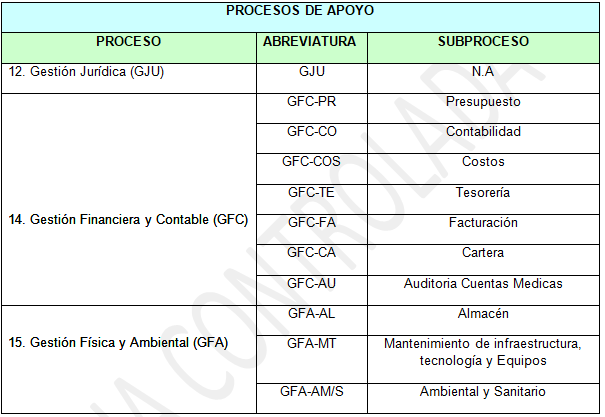 PROCESOS DE APOYO
PROCESO ABREVIATURA SUBPROCESO
12. Gestión Jurídica (GJU) GJU N.A
14. Gestión Financiera y Contable (GFC)
GFC-PR Presupuesto
GFC-CO Contabilidad
GFC-COS Costos
GFC-TE Tesorería
GFC-FA Facturación
GFC-CA Cartera
GFC-AU Auditoria Cuentas Medicas
15. Gestión Física y Ambiental (GFA)
GFA-AL Almacén
GFA-MT Mantenimiento de infraestructura,
tecnología y Equipos
GFA-AM/S Ambiental y Sanitario
CONTROLADA